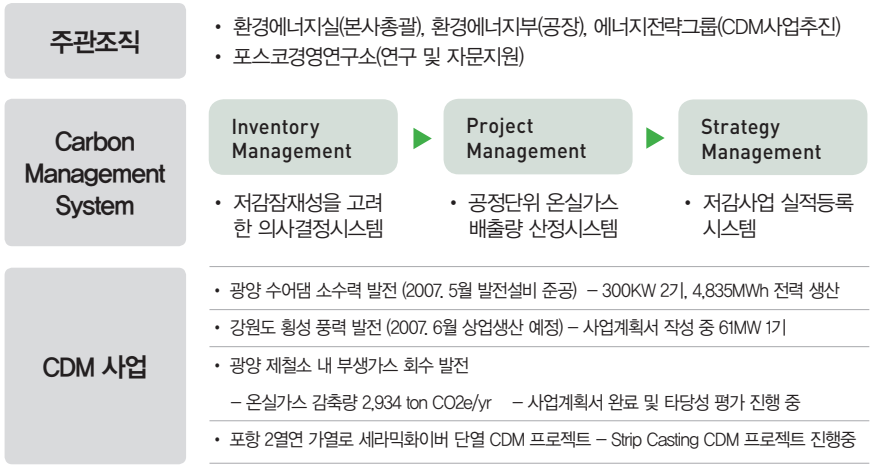 주관조직
• 환경에너지실(본사총괄), 환경에너지부(공장), 에너지전략그룹(CDM사업추진)
• 포스코경영연구소(연구 및 자문지원)
Carbon
Management
System
Inventory
Management
Project
Management
Strategy
Management
• 저감잠재성을 고려
한 의사결정시스템
• 공정단위 온실가스
배출량 산정시스템
• 저감사업 실적등록
시스템
CDM 사업
• 광양 수어댐 소수력 발전 (2007. 5월 발전설비 준공) – 300KW 2기, 4,835MWh 전력 생산
• 강원도 횡성 풍력 발전 (2007. 6월 상업생산 예정) – 사업계획서 작성 중 61MW 1기
• 광양 제철소 내 부생가스 회수 발전
– 온실가스 감축량 2,934 ton CO2e/yr – 사업계획서 완료 및 타당성 평가 진행 중
• 포항 2열연 가열로 세라믹화이버 단열 CDM 프로젝트 – Strip Casting CDM 프로젝트 진행중